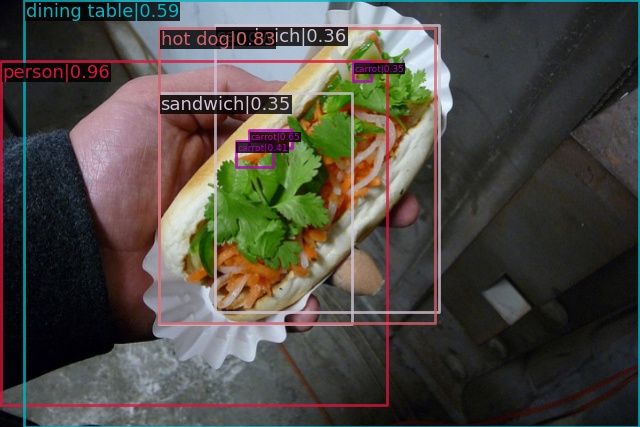 dining table|0.59
hot dog|0.83
sandwich|0.36
person|0.96
carrot|0.35
sandwich|0.35
carrot|0.65
carrot|0.41